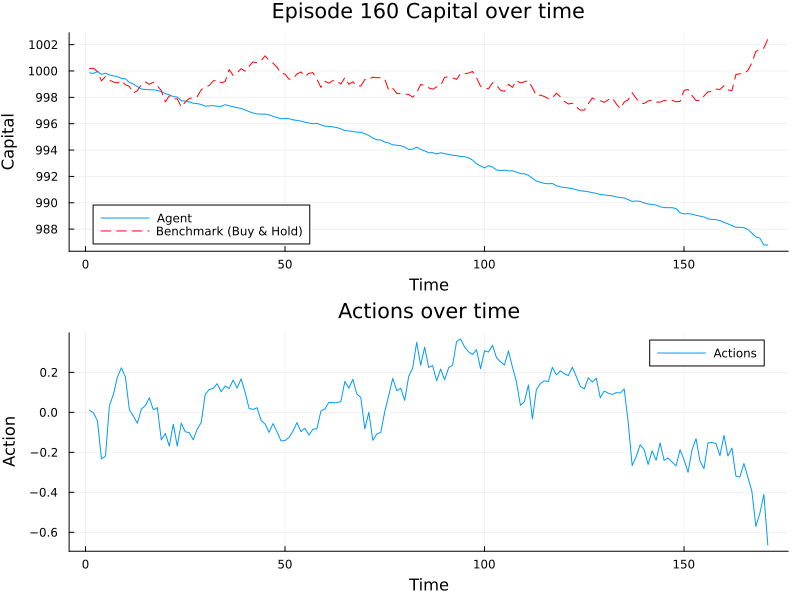 Episode 160 Capital over time
Capital
1002
1000
998
996
994
992
990
988
Agent
Benchmark (Buy & Hold)
0
50
100
150
Time
Actions over time
Action
0.2
0.0
−0.2
−0.4
−0.6
Actions
0
50
100
150
Time